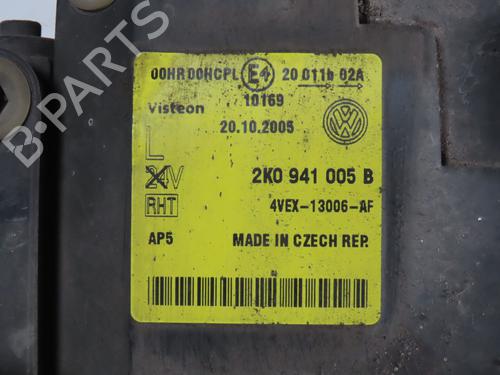 00HR00HCPL E4 20 0111 02A
Visteon 10169
20.10.2005
L
24V 2K0 941 005 B
RHT 4VEX-13006-AF
AP5 MADE IN CZECH REP.
B-PARTS